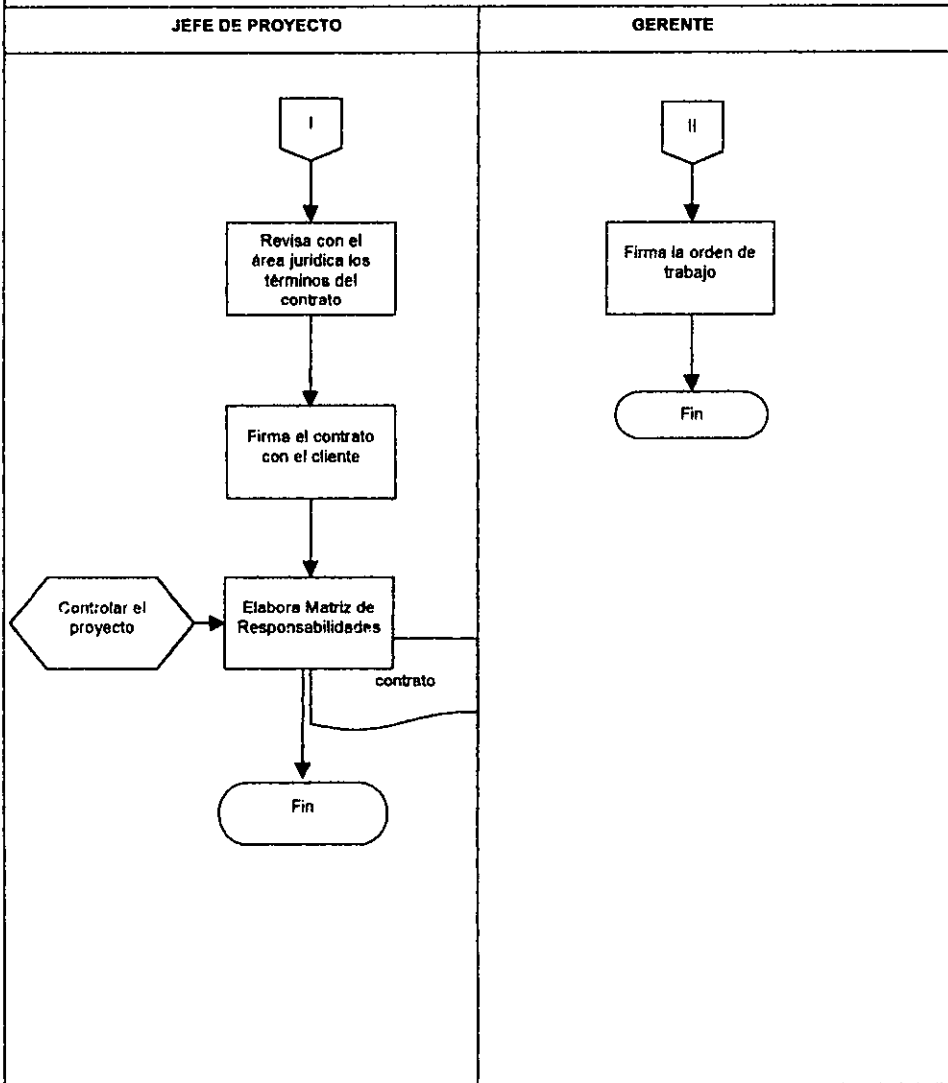 JEFE DE PROYECTO
GERENTE
I
II
Revisa con el
área jurídica los
términos del
contrato
Firma la orden de
trabajo
Firma el contrato
con el cliente
Fin
Controlar el
proyecto
Elabora Matriz de
Responsabilidades
contrato
Fin